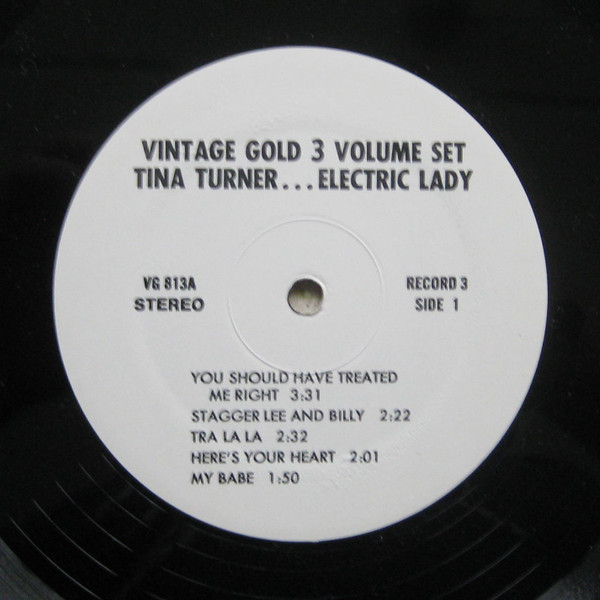 VINTAGE GOLD 3 VOLUME SET
TINA TURNER...ELECTRIC LADY
VG 813A
STEREO
RECORD 3
SIDE 1
YOU SHOULD HAVE TREATED
ME RIGHT 3:31
STAGGER LEE AND BILLY 2:22
TRA LA LA 2:32
HERE'S YOUR HEART 2:01
MY BABE 1:50